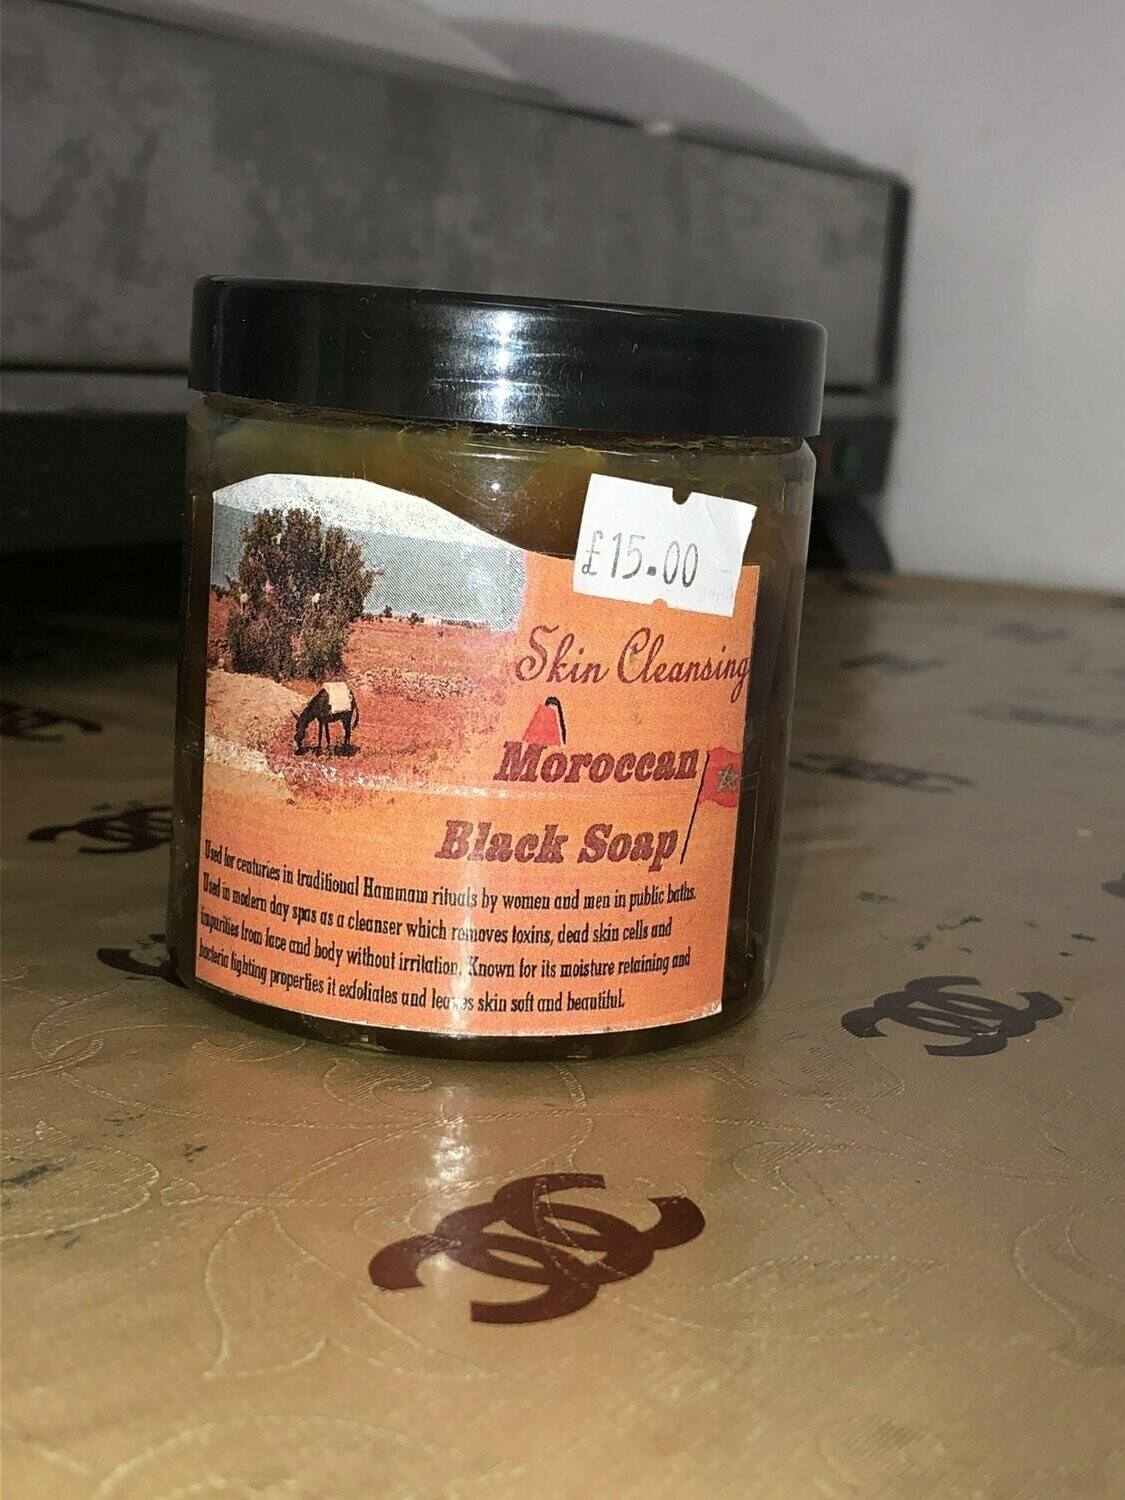 £15.00
Skin Cleansing
Moroccan
Black Soap
Used for centuries in traditional Hammam rituals by women and men in public baths.
Used in modern day spas as a cleanser which removes toxins, dead skin cells and
impurities from face and body without irritation. Known for its moisture retaining and
bacteria fighting properties it exfoliates and leaves skin soft and beautiful.